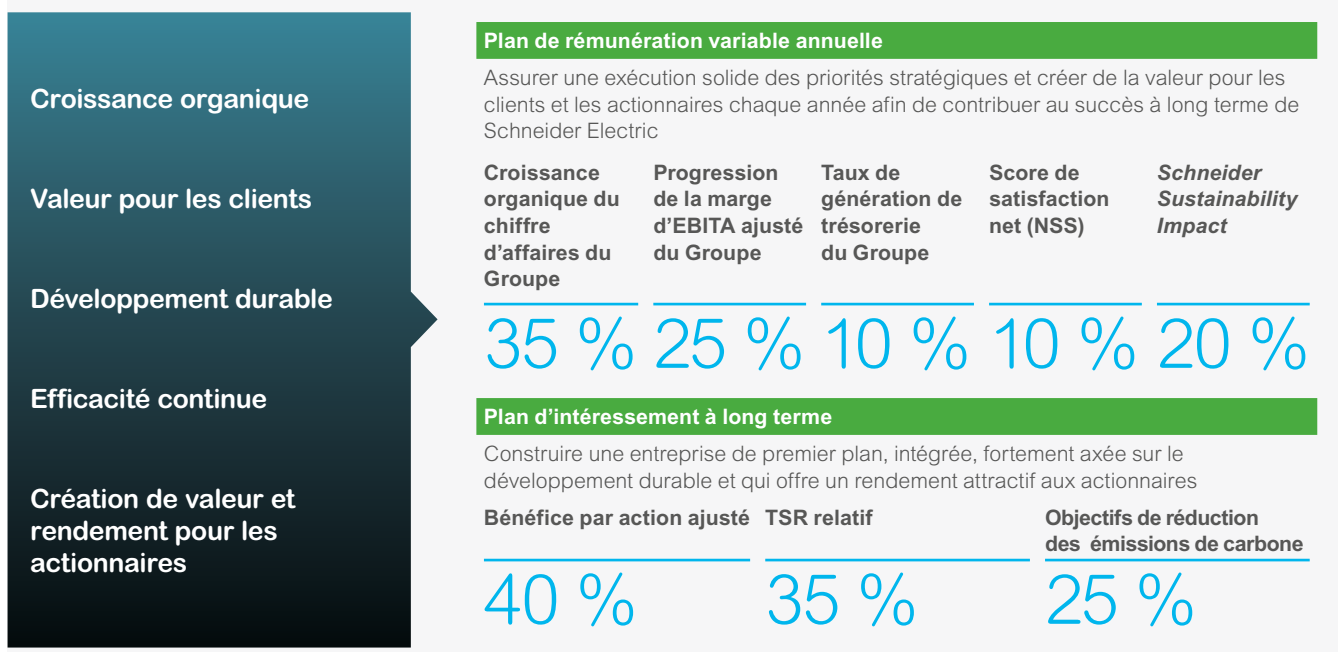 Croissance organique
Valeur pour les clients
Développement durable
Efficacité continue
Création de valeur et
rendement pour les
actionnaires
Plan de rémunération variable annuelle
Assurer une exécution solide des priorités stratégiques et créer de la valeur pour les
clients et les actionnaires chaque année afin de contribuer au succès à long terme de
Schneider Electric
Croissance
organique du
chiffre
d'affaires du
Groupe
35 %
Progression
de la marge
d'EBITA ajusté
du Groupe
25 %
Taux de
génération de
trésorerie
du Groupe
10 %
Score de
satisfaction
net (NSS)
10 %
Schneider
Sustainability
Impact
20 %
Plan d'intéressement à long terme
Construire une entreprise de premier plan, intégrée, fortement axée sur le
développement durable et qui offre un rendement attractif aux actionnaires
Bénéfice par action ajusté
40 %
TSR relatif
35 %
Objectifs de réduction
des émissions de carbone
25 %